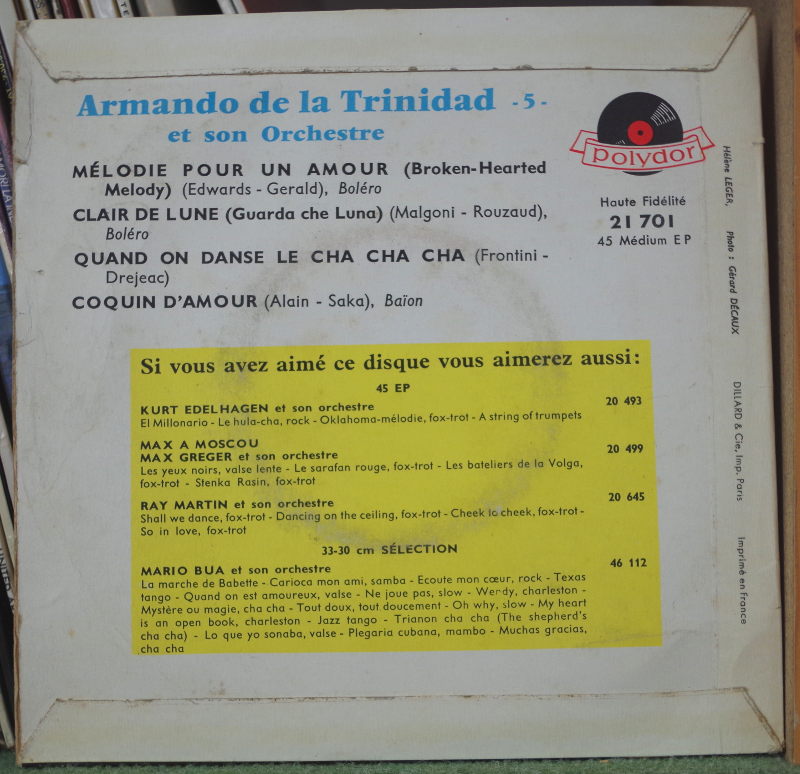 Armando de la Trinidad -5-
et son Orchestre
MÉLODIE POUR UN AMOUR (Broken-Hearted
Melody) (Edwards - Gerald), Boléro
CLAIR DE LUNE (Guarda che Luna) (Malgoni - Rouzaud),
Boléro
QUAND ON DANSE LE CHA CHA CHA (Frontini -
Drejeac)
COQUIN D'AMOUR (Alain - Saka), Baïon
polydor
Haute Fidélité
21 701
45 Médium EP
Si vous avez aimé ce disque vous aimerez aussi:
45 EP
KURT EDELHAGEN et son orchestre 20 493
El Millonario - Le hula-cha, rock - Oklahoma-mélodie, fox-trot - A string of trumpets
MAX A MOSCOU
MAX GREGER et son orchestre 20 499
Les yeux noirs, valse lente - Le sarafan rouge, fox-trot - Les bateliers de la Volga,
fox-trot - Stenka Rasin, fox-trot
RAY MARTIN et son orchestre 20 645
Shall we dance, fox-trot - Dancing on the ceiling, fox-trot - Cheek to cheek, fox-trot -
So in love, fox-trot
33-30 cm SÉLECTION
MARIO BUA et son orchestre 46 112
La marche de Babette - Carioca mon ami, samba - Ecoute mon cœur, rock - Texas
tango - Quand on est amoureux, valse - Ne joue pas, slow - Werdy, charleston -
Mystère ou magie, cha cha - Tout doux, tout doucement - Oh why, slow - My heart
is an open book, charleston - Jazz tango - Trianon cha cha (The shepherd's
cha cha) - Lo que yo sonaba, valse - Plegaria cubana, mambo - Muchas gracias,
cha cha
Hélène LEGER, Photo : Gérard DÉCAUX
DILLARD & Cie, Imp. Paris
Imprimé en France